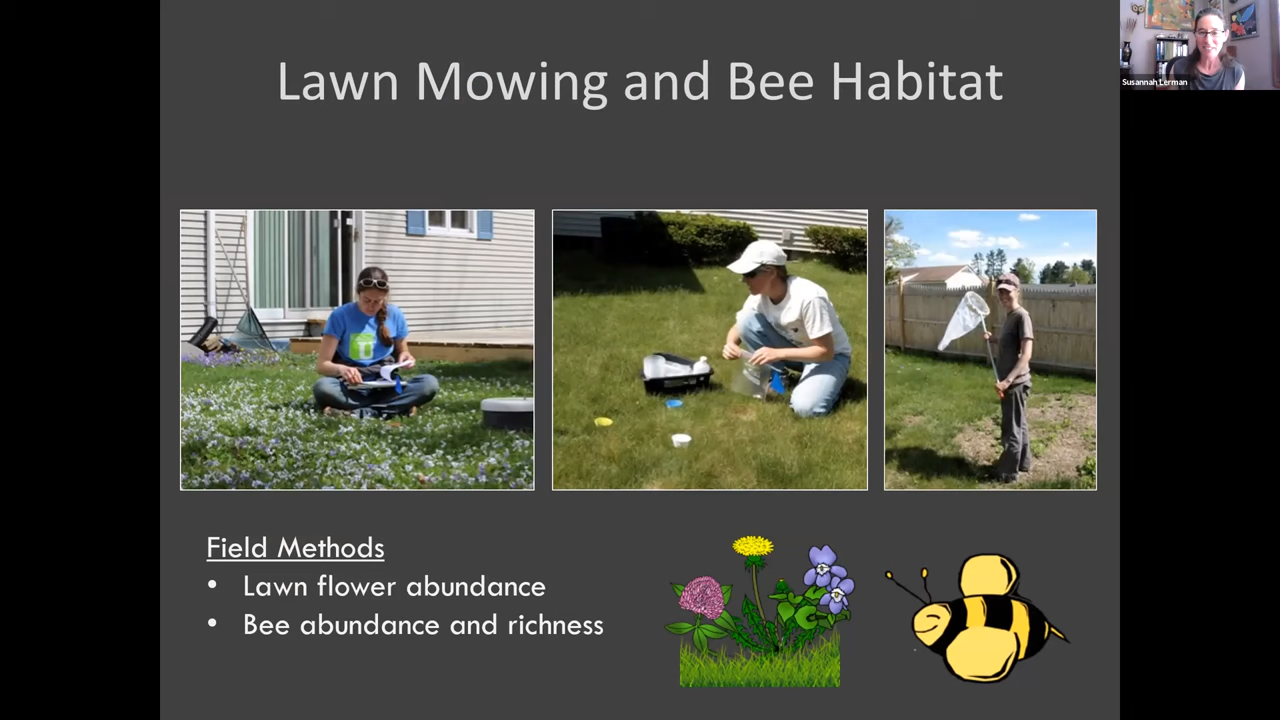 Lawn Mowing and Bee Habitat
Susannah Lerman
Field Methods
• Lawn flower abundance
• Bee abundance and richness